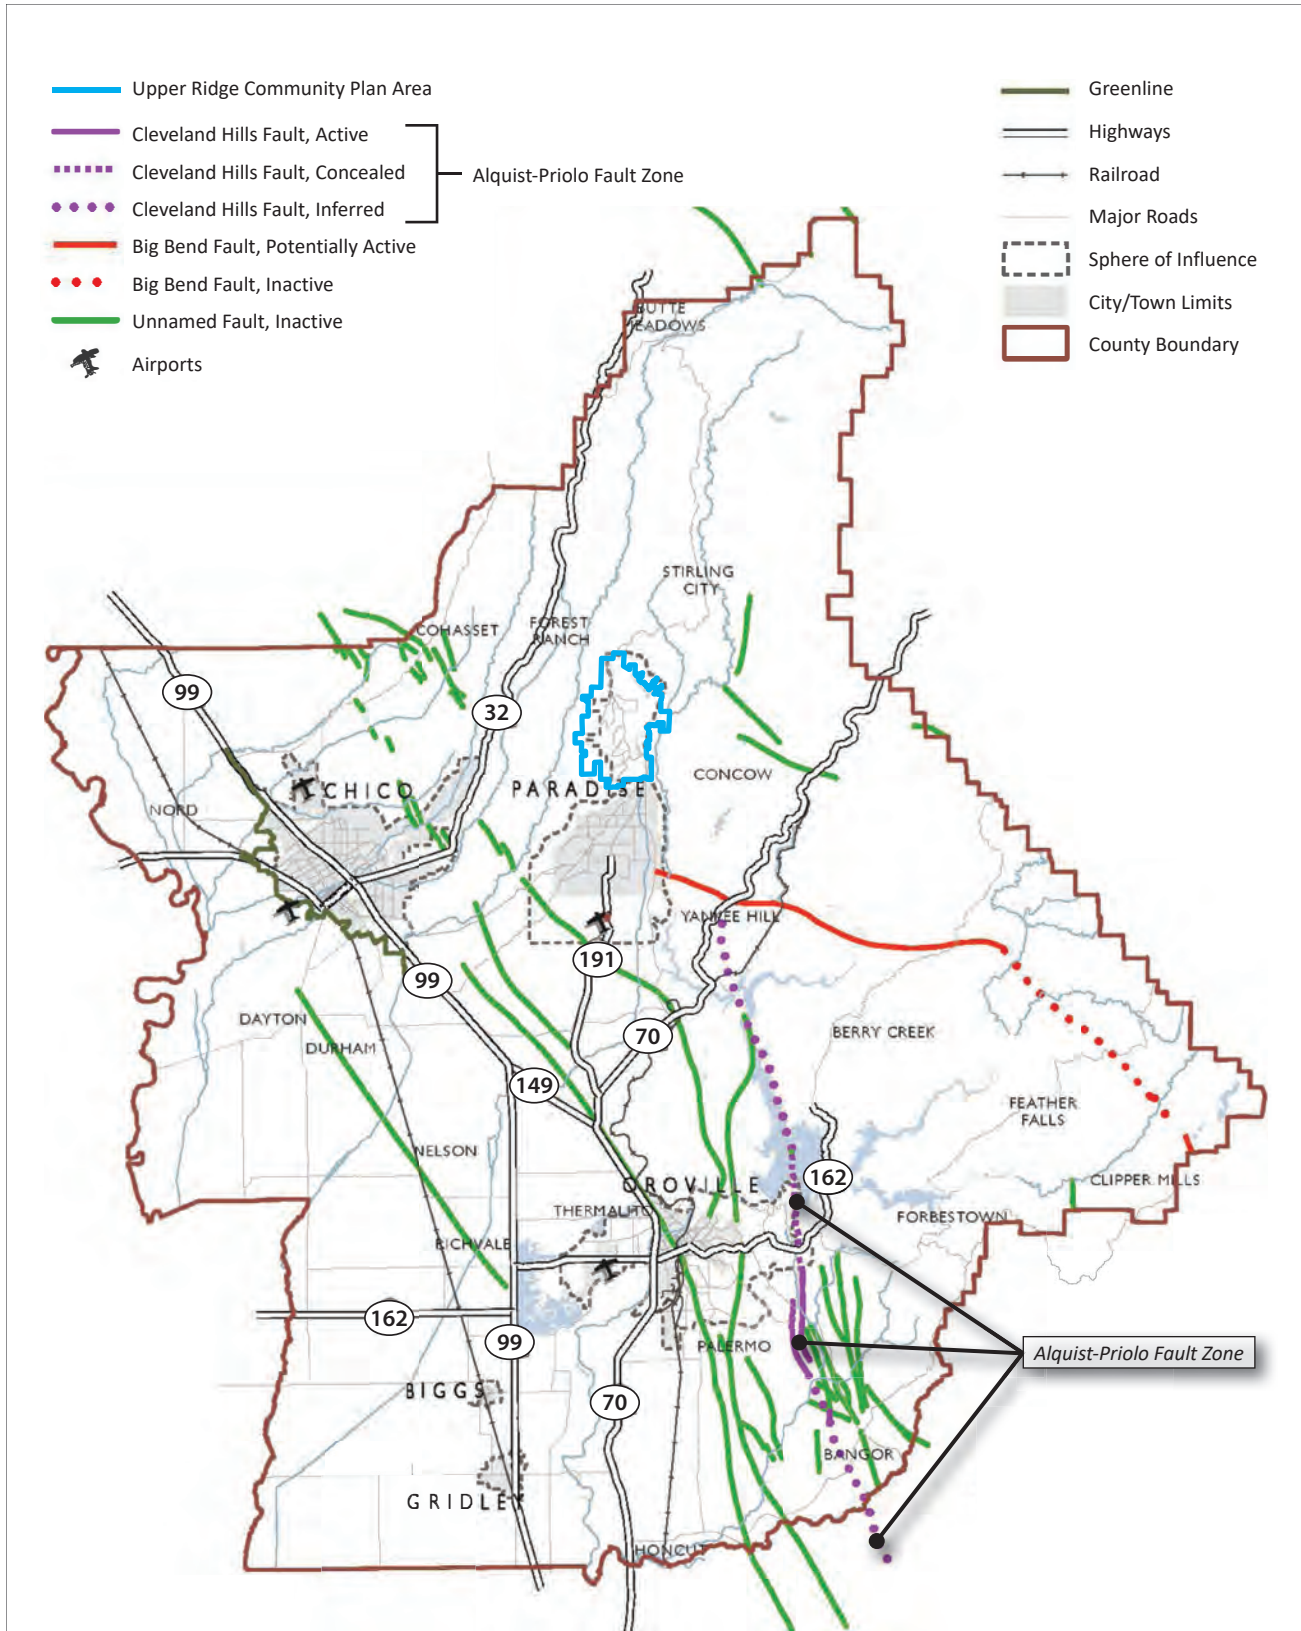 Upper Ridge Community Plan Area
Cleveland Hills Fault, Active
Cleveland Hills Fault, Concealed
Cleveland Hills Fault, Inferred
Alquist-Priolo Fault Zone
Big Bend Fault, Potentially Active
Big Bend Fault, Inactive
Unnamed Fault, Inactive
Airports
Greenline
Highways
Railroad
Major Roads
Sphere of Influence
City/Town Limits
County Boundary
BUTTE
MEADOWS
STIRLING
CITY
COHASSET
FOREST
RANCH
99
32
CONCOW
CHICO
PARADISE
NORD
YANKEE HILL
191
99
DAYTON
DURHAM
70
BERRY CREEK
149
FEATHER
FALLS
NELSON
OROVILLE
162
CLIPPER MILLS
THERMALITO
FORBESTOWN
RICHVALE
162
99
PALERMO
Alquist-Priolo Fault Zone
BIGGS
70
BANGOR
GRIDLEY
HONCUT